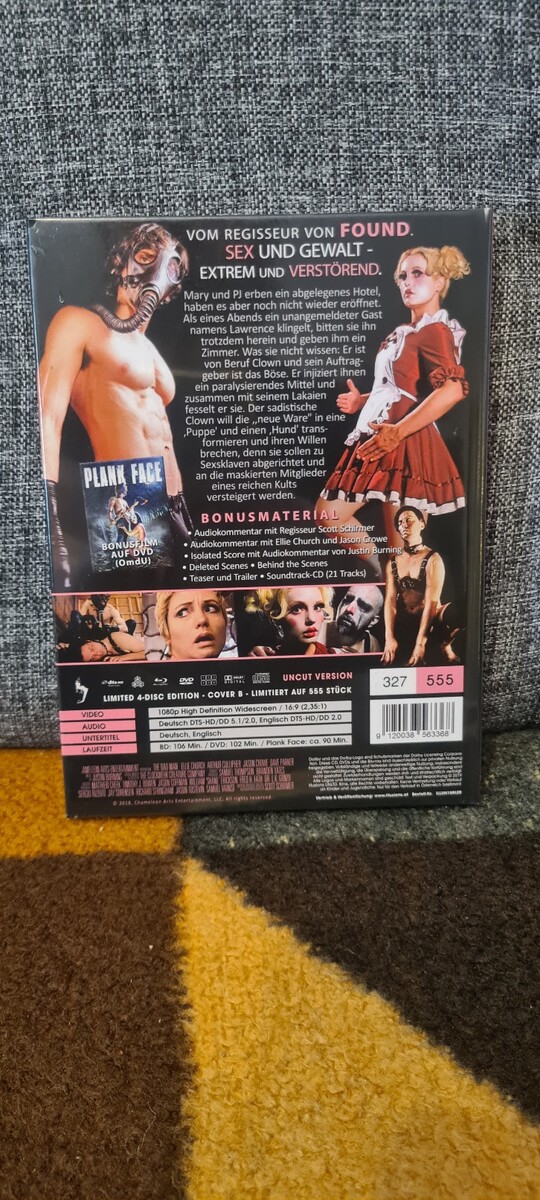 VOM REGISSEUR VON FOUND.
SEX UND GEWALT -
EXTREM UND VERSTÖREND.
Mary und PJ erben ein abgelegenes Hotel,
haben es aber noch nicht wieder eröffnet.
Als eines Abends ein unangemeldeter Gast
namens Lawrence klingelt, bitten sie ihn
trotzdem herein und geben ihm ein
Zimmer. Was sie nicht wissen: Er ist
von Beruf Clown und sein Auftrag-
geber ist das Böse. Er injiziert ihnen
ein paralysierendes Mittel und
zusammen mit seinem Lakaien
fesselt er sie. Der sadistische
Clown will die „neue Ware" in eine
‚Puppe' und einen ‚Hund' trans-
formieren und ihren Willen
brechen, denn sie sollen zu
Sexsklaven abgerichtet und
an die maskierten Mitglieder
eines reichen Kults
versteigert werden.
PLANK FACE
BONUSFILM
AUF DVD
(OmdU)
BONUSMATERIAL
• Audiokommentar mit Regisseur Scott Schirmer
• Audiokommentar mit Ellie Church und Jason Crowe
• Isolated Score mit Audiokommentar von Justin Burning
• Deleted Scenes • Behind the Scenes
• Teaser und Trailer • Soundtrack-CD (21 Tracks)
UNCUT VERSION
LIMITED 4-DISC EDITION - COVER B - LIMITIERT AUF 555 STÜCK
327 555
VIDEO 1080p High Definition Widescreen / 16:9 (2,35:1)
AUDIO Deutsch DTS-HD/DD 5.1/2.0, Englisch DTS-HD/DD 2.0
UNTERTITEL Deutsch, Englisch
LAUFZEIT BD: 106 Min. / DVD: 102 Min. / Plank Face: ca. 90 Min.
9 120038 563368
© 2018, Chameleon Arts Entertainment, LLC. All rights reserved.
Vertrieb & Veröffentlichung: www.illusions.at